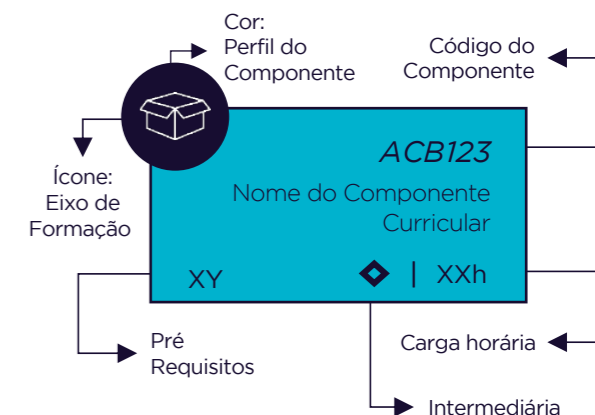 Cor:
Perfil do
Componente
Código do
Componente
Ícone:
Eixo de
Formação
ACB123
Nome do Componente
Curricular
XY
| XXh
Pré
Requisitos
Carga horária
Intermediária